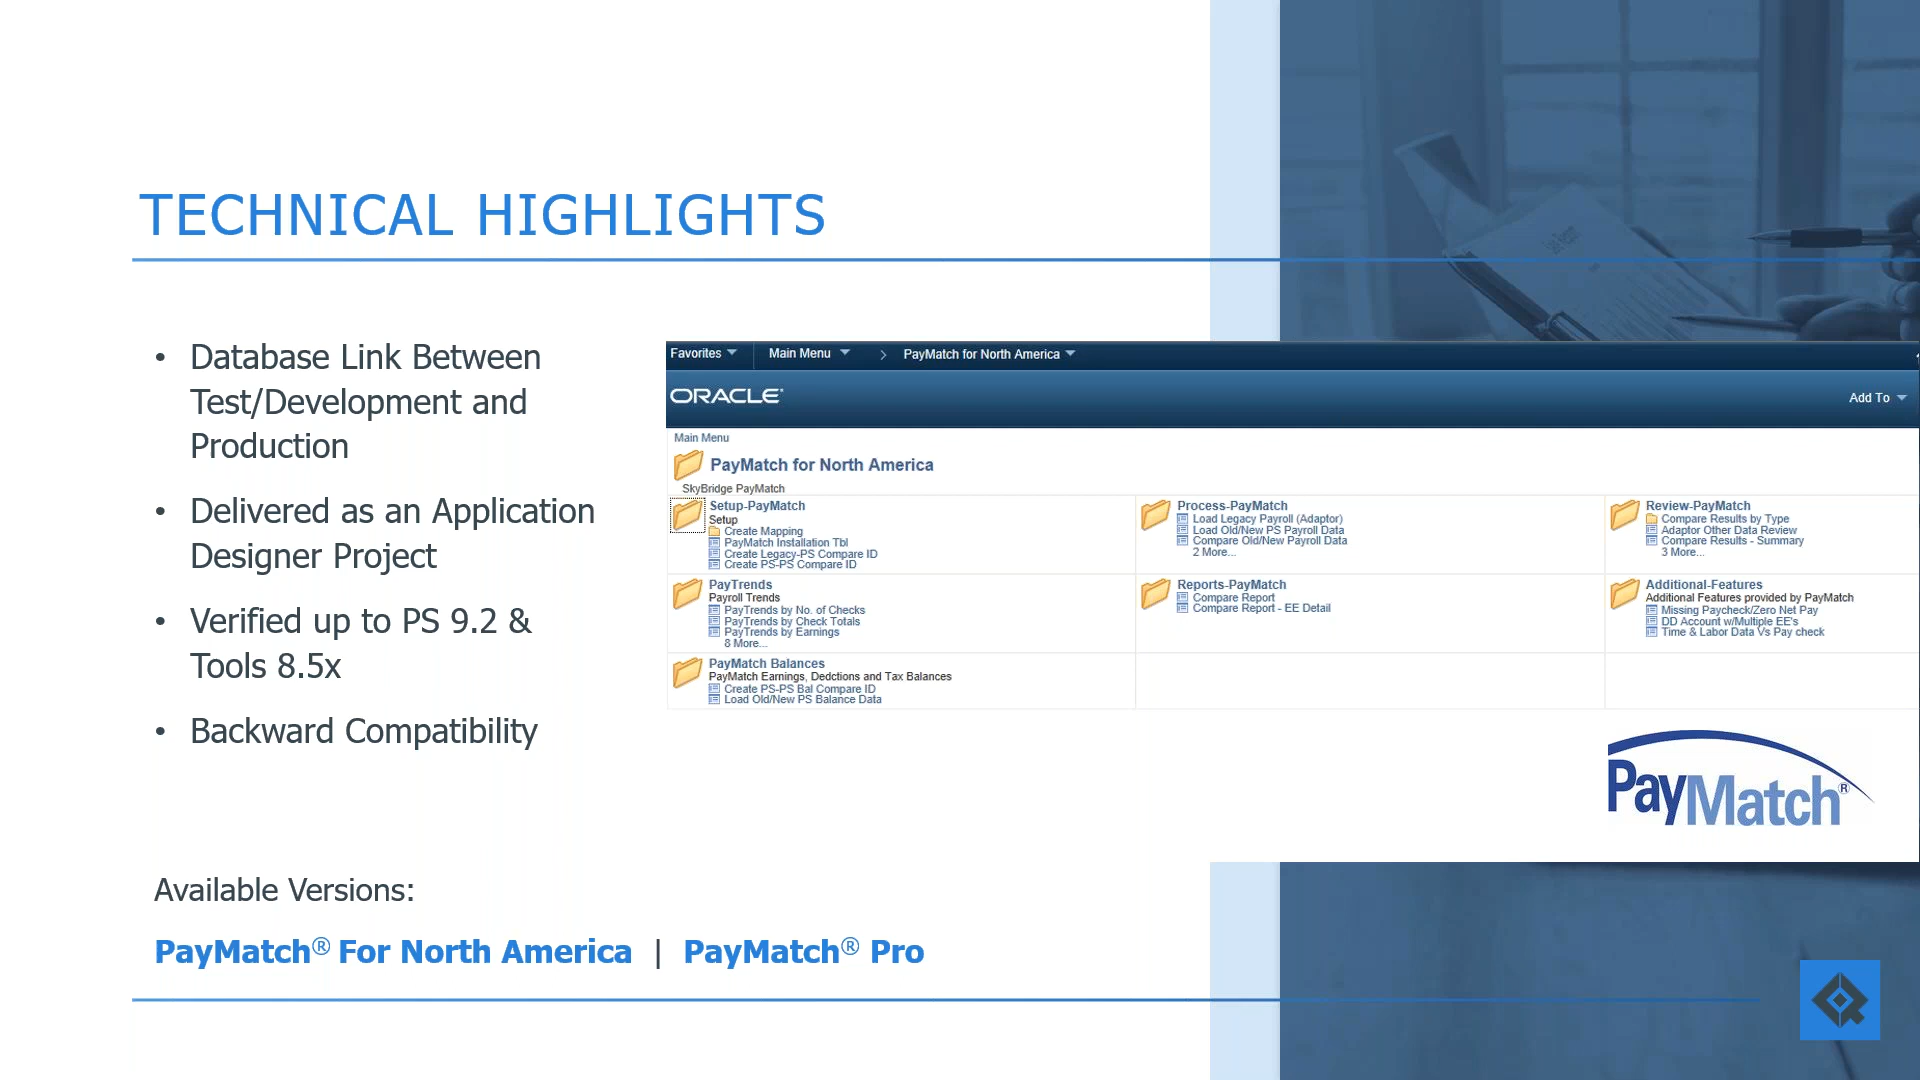 TECHNICAL HIGHLIGHTS
• Database Link Between
Test/Development and
Production
• Delivered as an Application
Designer Project
• Verified up to PS 9.2 &
Tools 8.5x
• Backward Compatibility
Favorites Main Menu > PayMatch for North America
ORACLE
Add To
Main Menu
PayMatch for North America
SkyBridge PayMatch
Setup-PayMatch
Setup
Create Mapping
PayMatch Installation Tbl
Create Legacy-PS Compare ID
Create PS-PS Compare ID
Process-PayMatch
Load Legacy Payroll (Adaptor)
Load Old/New PS Payroll Data
Compare Old/New Payroll Data
2 More...
Review-PayMatch
Compare Results by Type
Adaptor Other Data Review
Compare Results - Summary
3 More...
PayTrends
Payroll Trends
PayTrends by No. of Checks
PayTrends by Check Totals
PayTrends by Earnings
8 More...
Reports-PayMatch
Compare Report
Compare Report - EE Detail
Additional-Features
Additional Features provided by PayMatch
Missing Paycheck/Zero Net Pay
DD Account w/Multiple EE's
Time & Labor Data Vs Pay check
PayMatch Balances
PayMatch Earnings, Dedctions and Tax Balances
Create PS-PS Bal Compare ID
Load Old/New PS Balance Data
PayMatch®
Available Versions:
PayMatch® For North America | PayMatch® Pro